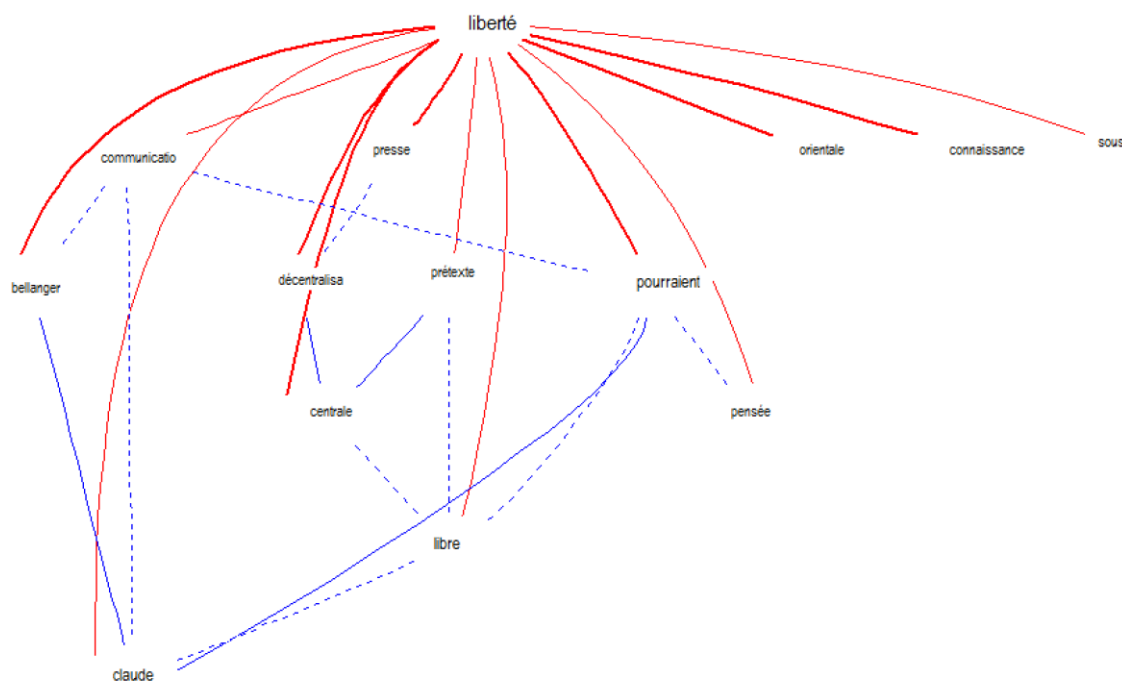 liberté
communicatio
presse
orientale
connaissance
sous
bellanger
décentralisa
prétexte
pourraient
centrale
pensée
libre
claude